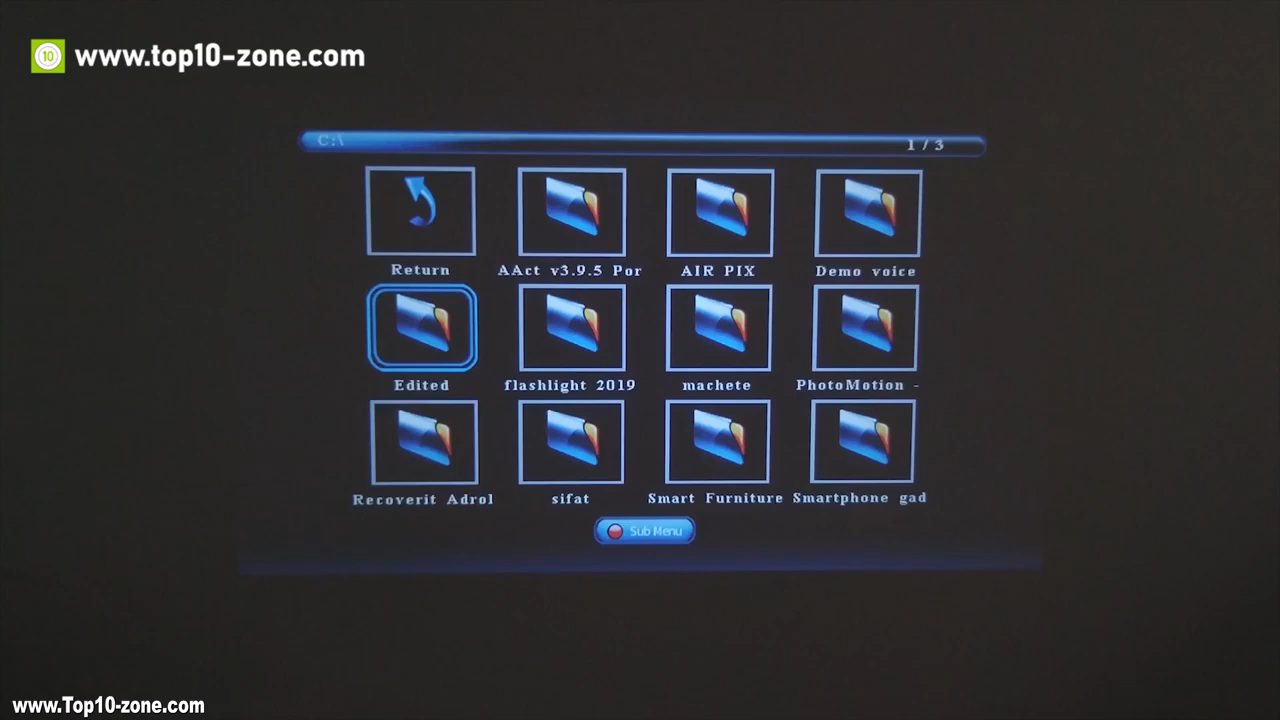 10 www.top10-zone.com
C:\ 1 / 3
Return AAct v3.9.5 Por AIR PIX Demo voice
Edited flashlight 2019 machete PhotoMotion -
Recoverit Adrol sifat Smart Furniture Smartphone gad
Sub Menu
www.Top10-zone.com